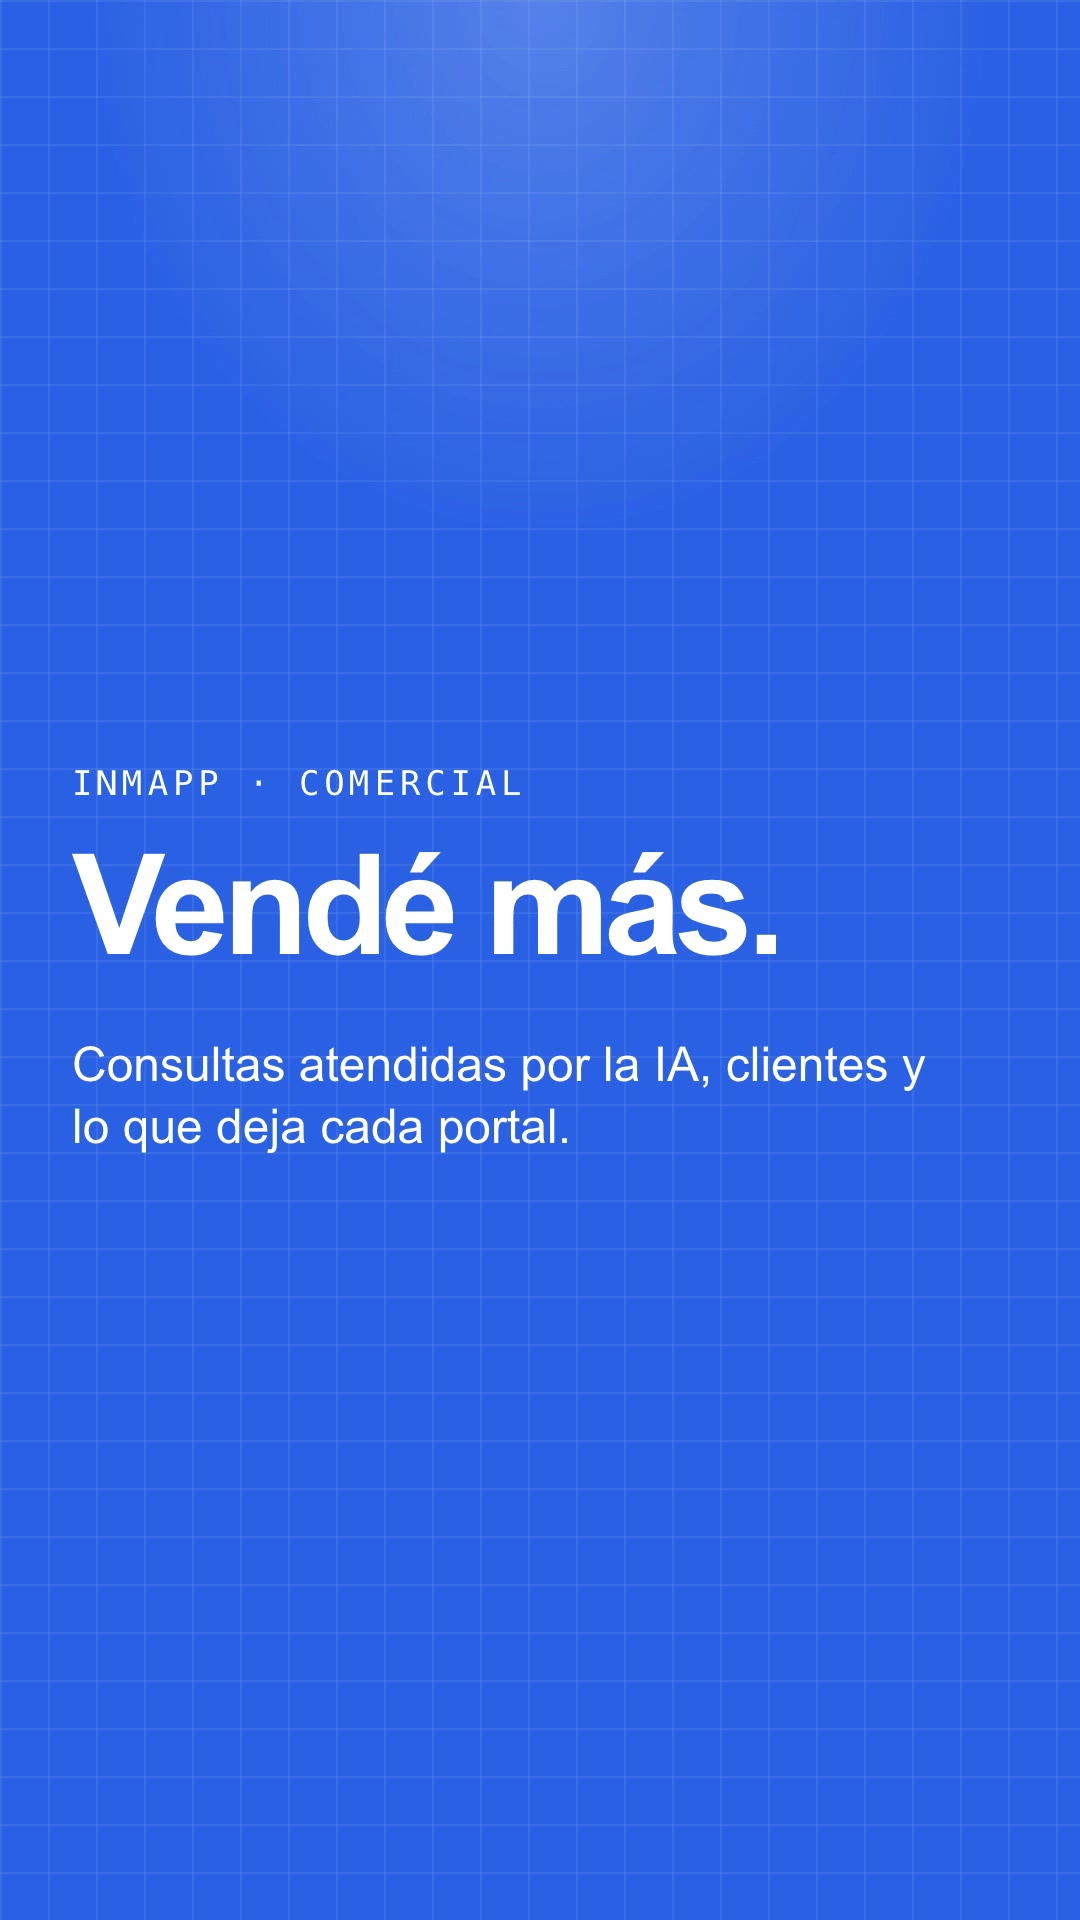 INMAPP · COMERCIAL
Vendé más.
Consultas atendidas por la IA, clientes y
lo que deja cada portal.